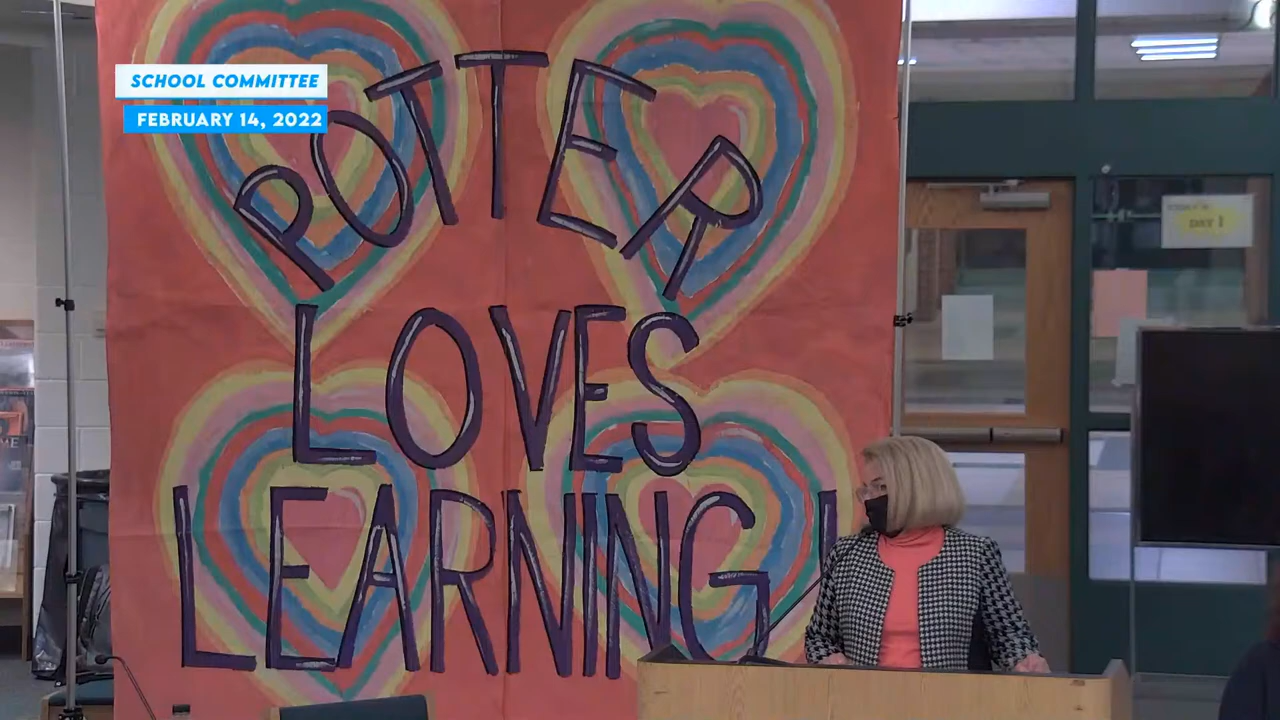 SCHOOL COMMITTEE
FEBRUARY 14, 2022
POTTER
LOVES
LEARNING!
DAY 1